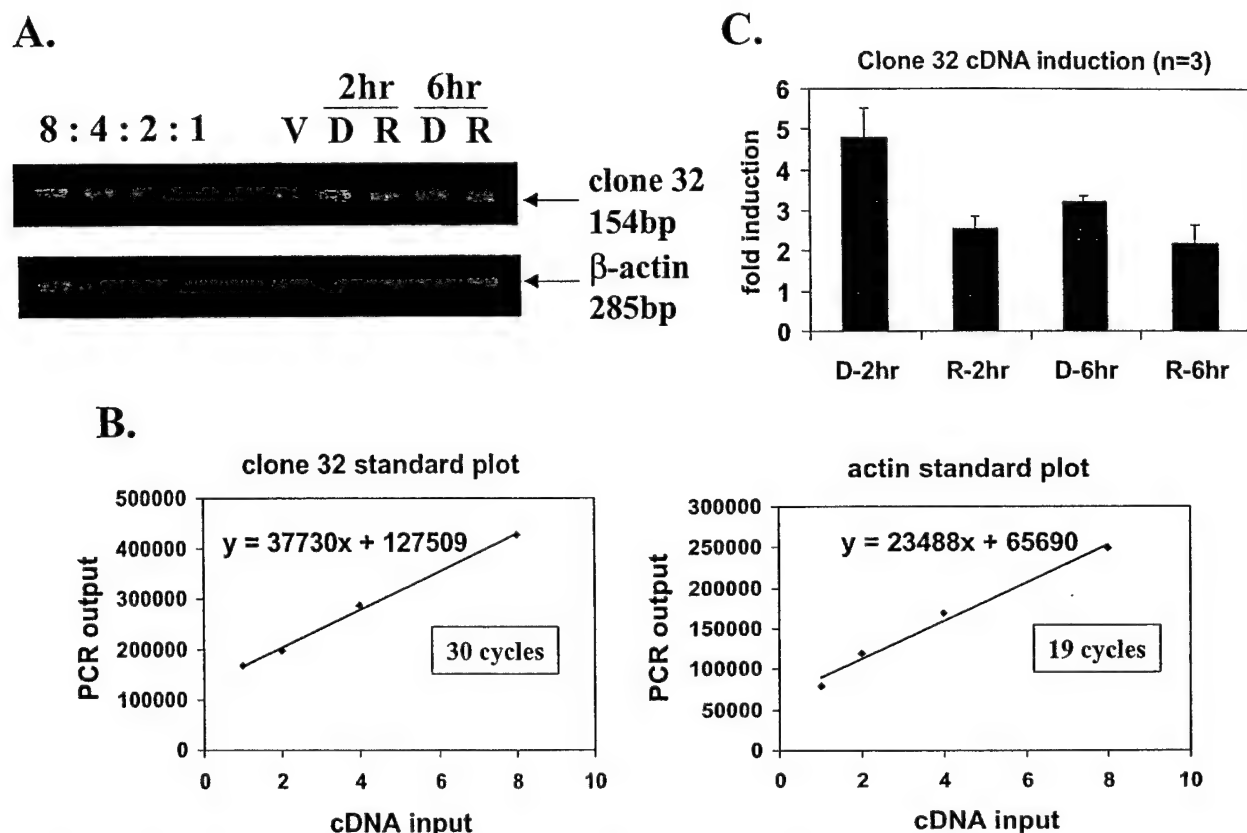 A.
2hr 6hr
8 : 4 : 2 : 1 V D R D R
clone 32
154bp
β-actin
285bp
C.
Clone 32 cDNA induction (n=3)
fold induction
6
5
4
3
2
1
0
D-2hr R-2hr D-6hr R-6hr
B.
clone 32 standard plot
PCR output
500000
400000
300000
200000
100000
0
y = 37730x + 127509
30 cycles
0 2 4 6 8 10
cDNA input
actin standard plot
PCR output
300000
250000
200000
150000
100000
50000
0
y = 23488x + 65690
19 cycles
0 2 4 6 8 10
cDNA input